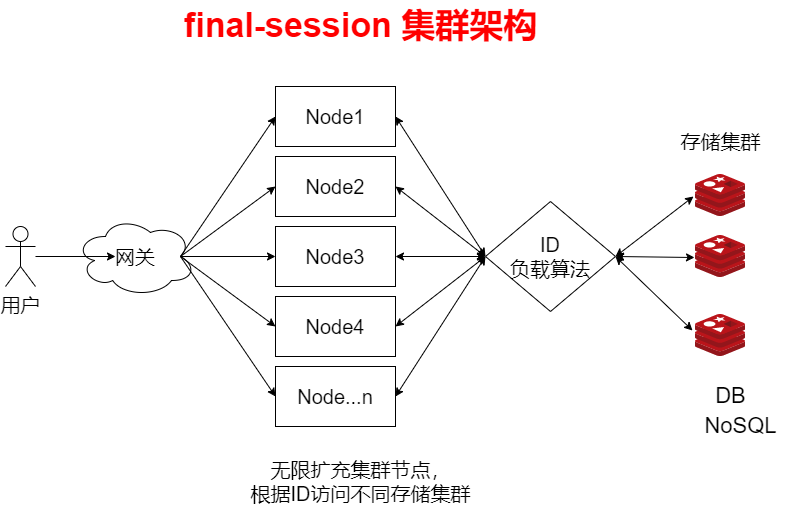 final-session 集群架构
Node1
存储集群
Node2
ID
负载算法
网关
Node3
用户
Node4
Node...n
DB
NoSQL
无限扩充集群节点，
根据ID访问不同存储集群